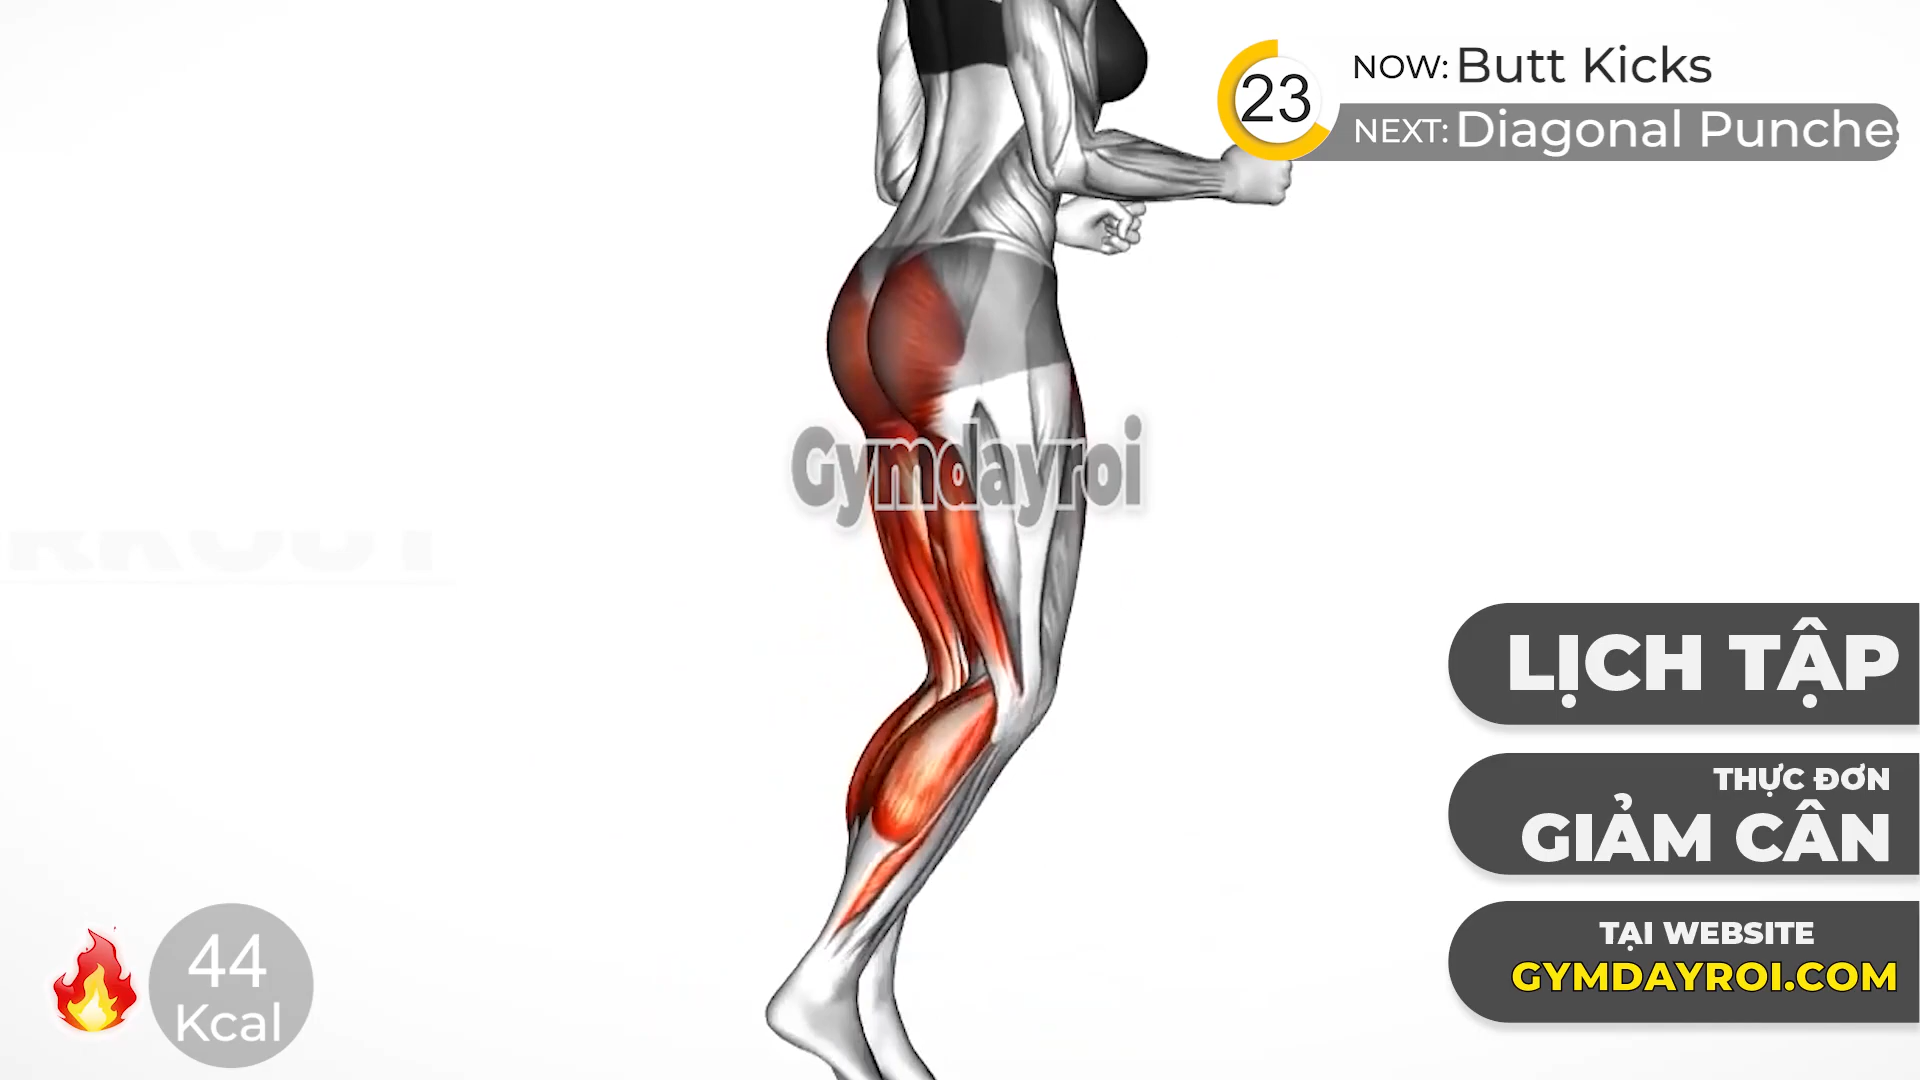 23
NOW: Butt Kicks
NEXT: Diagonal Punches
Gymdayroi
LỊCH TẬP
THỰC ĐƠN
GIẢM CÂN
TẠI WEBSITE
GYMDAYROI.COM
44
Kcal